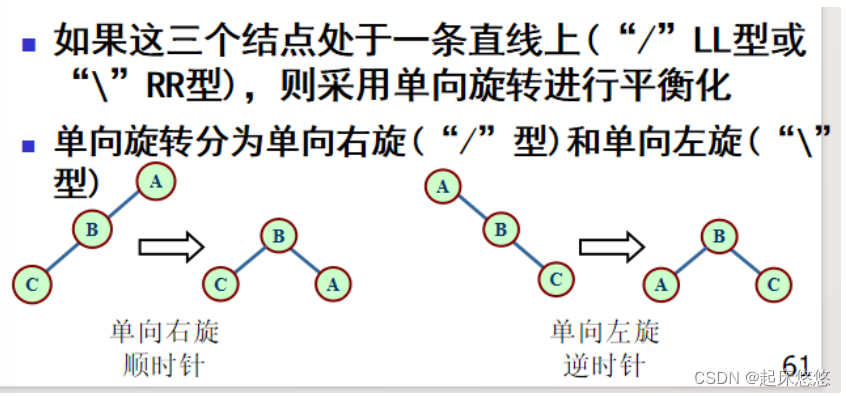 如果这三个结点处于一条直线上(“/”LL型或
“\”RR型)，则采用单向旋转进行平衡化
单向旋转分为单向右旋(“/”型)和单向左旋(“\”
型)
A
B
C
B
C
A
A
B
C
B
A
C
单向右旋
顺时针
单向左旋
逆时针
61
CSDN @起床悠悠